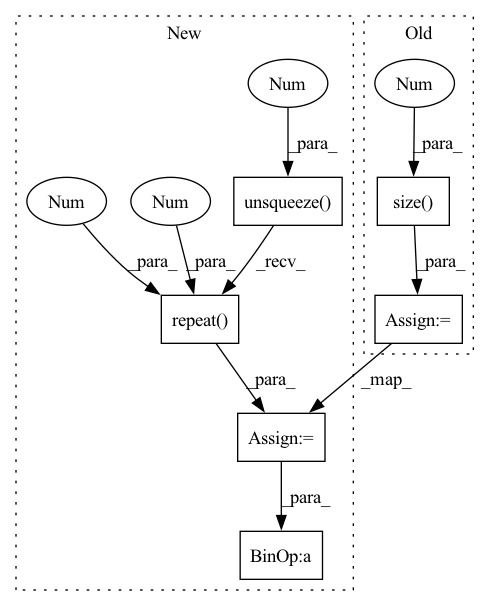 New
Old
Num
Num
_para_
_para_
Num
Num
unsqueeze()
size()
_para_
_para_
_recv_
_para_
repeat()
Assign:=
_para_
_map_
Assign:=
_para_
BinOp:a